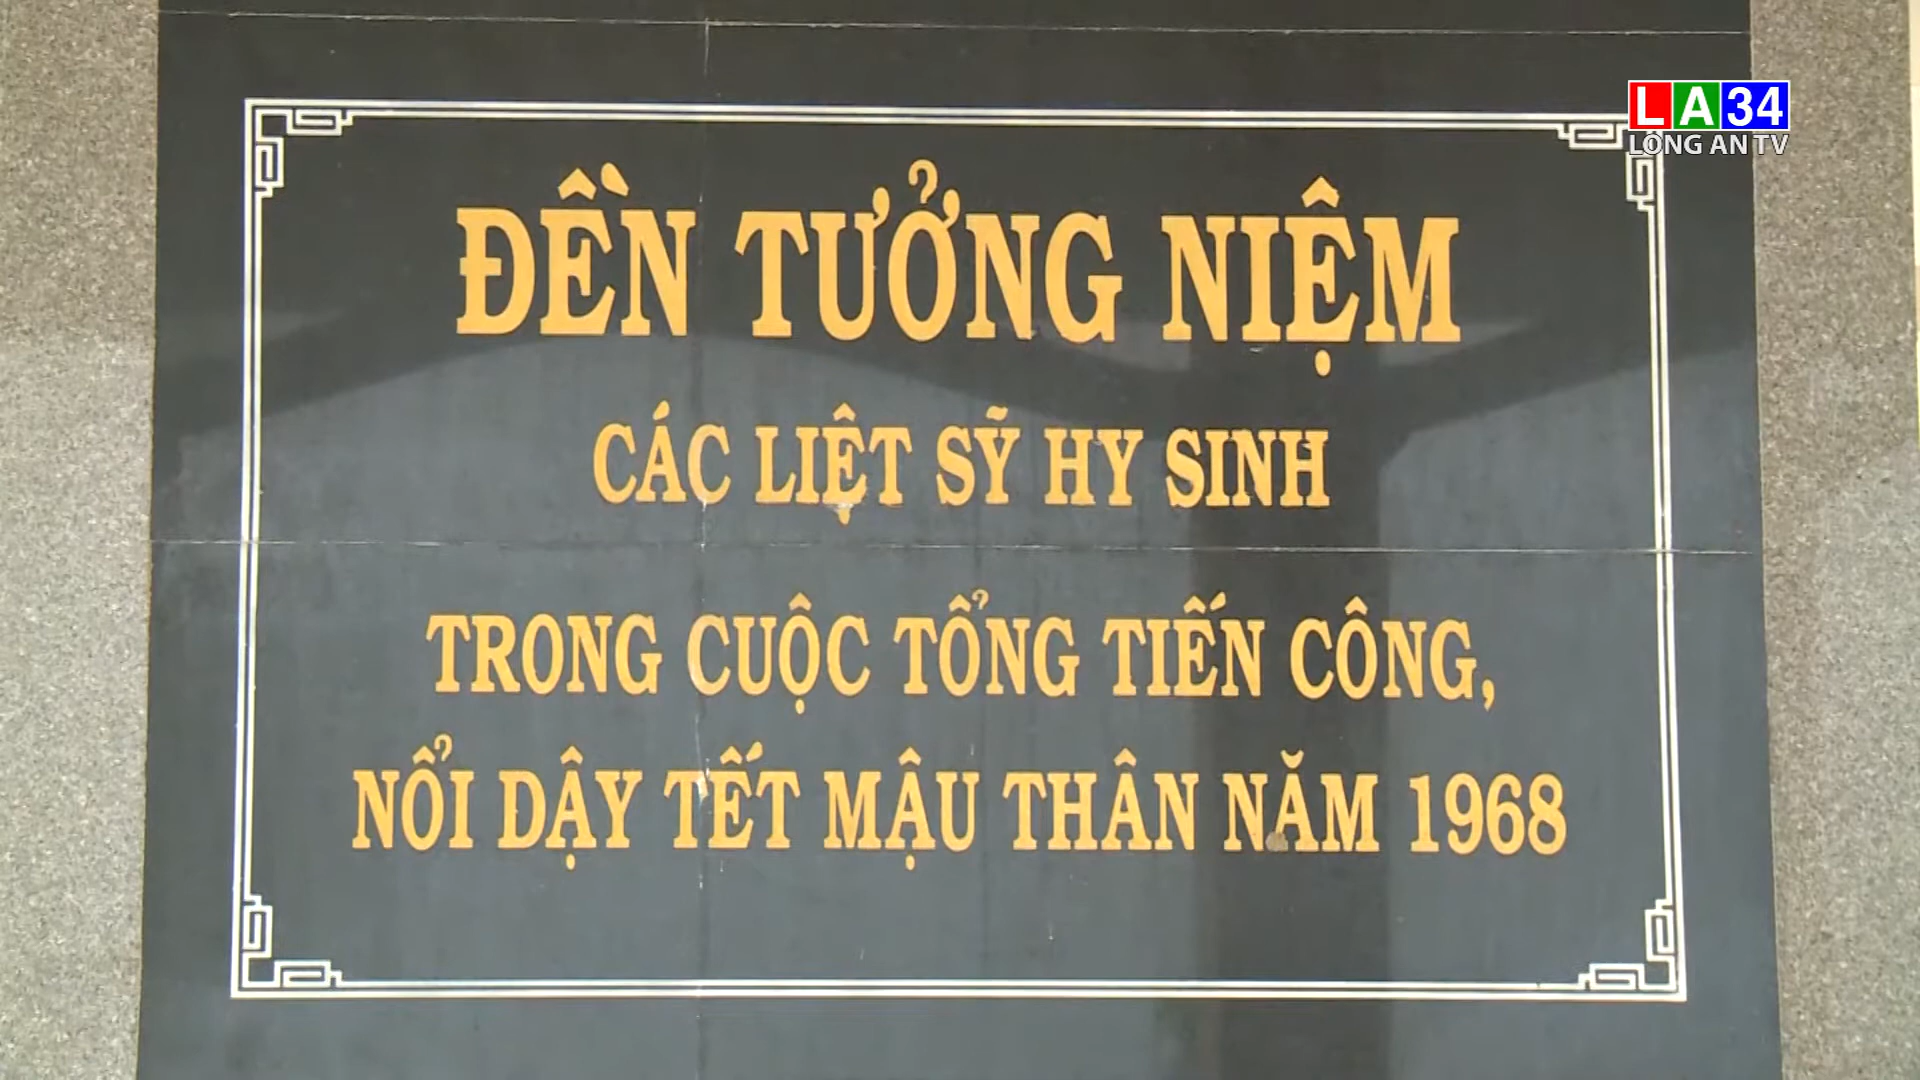 LA34
LONG AN TV
ĐỀN TƯỞNG NIỆM
CÁC LIỆT SỸ HY SINH
TRONG CUỘC TỔNG TIẾN CÔNG,
NỔI DẬY TẾT MẬU THÂN NĂM 1968